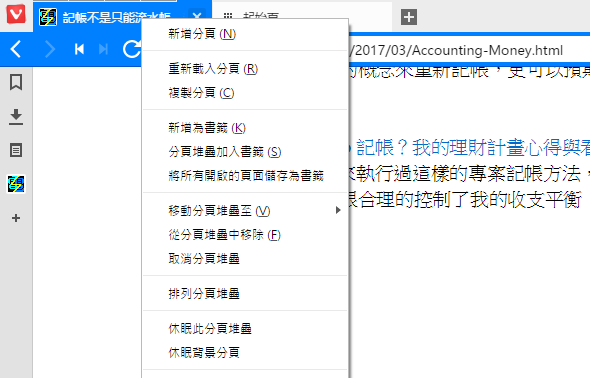 記帳不是只能流水帳
起始頁
/2017/03/Accounting-Money.html
新增分頁 (N)
重新載入分頁 (R)
複製分頁 (C)
新增為書籤 (K)
分頁堆疊加入書籤 (S)
將所有開啟的頁面儲存為書籤
移動分頁堆疊至 (V)
從分頁堆疊中移除 (F)
取消分頁堆疊
排列分頁堆疊
休眠此分頁堆疊
休眠背景分頁
的概念來重新記帳，更可以預期
記帳？我的理財計畫心得與看
來執行過這樣的專案記帳方法，
很合理的控制了我的收支平衡